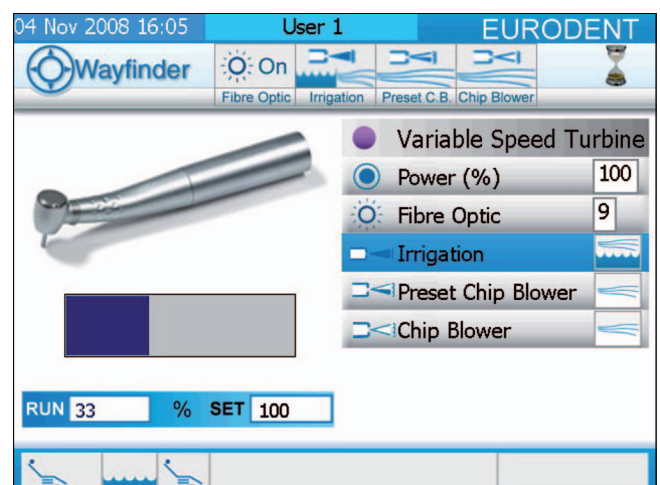 04 Nov 2008 16:05 User 1 EURODENT
Wayfinder On
Fibre Optic Irrigation Preset C.B. Chip Blower
Variable Speed Turbine
Power (%) 100
Fibre Optic 9
Irrigation
Preset Chip Blower
Chip Blower
RUN 33 % SET 100